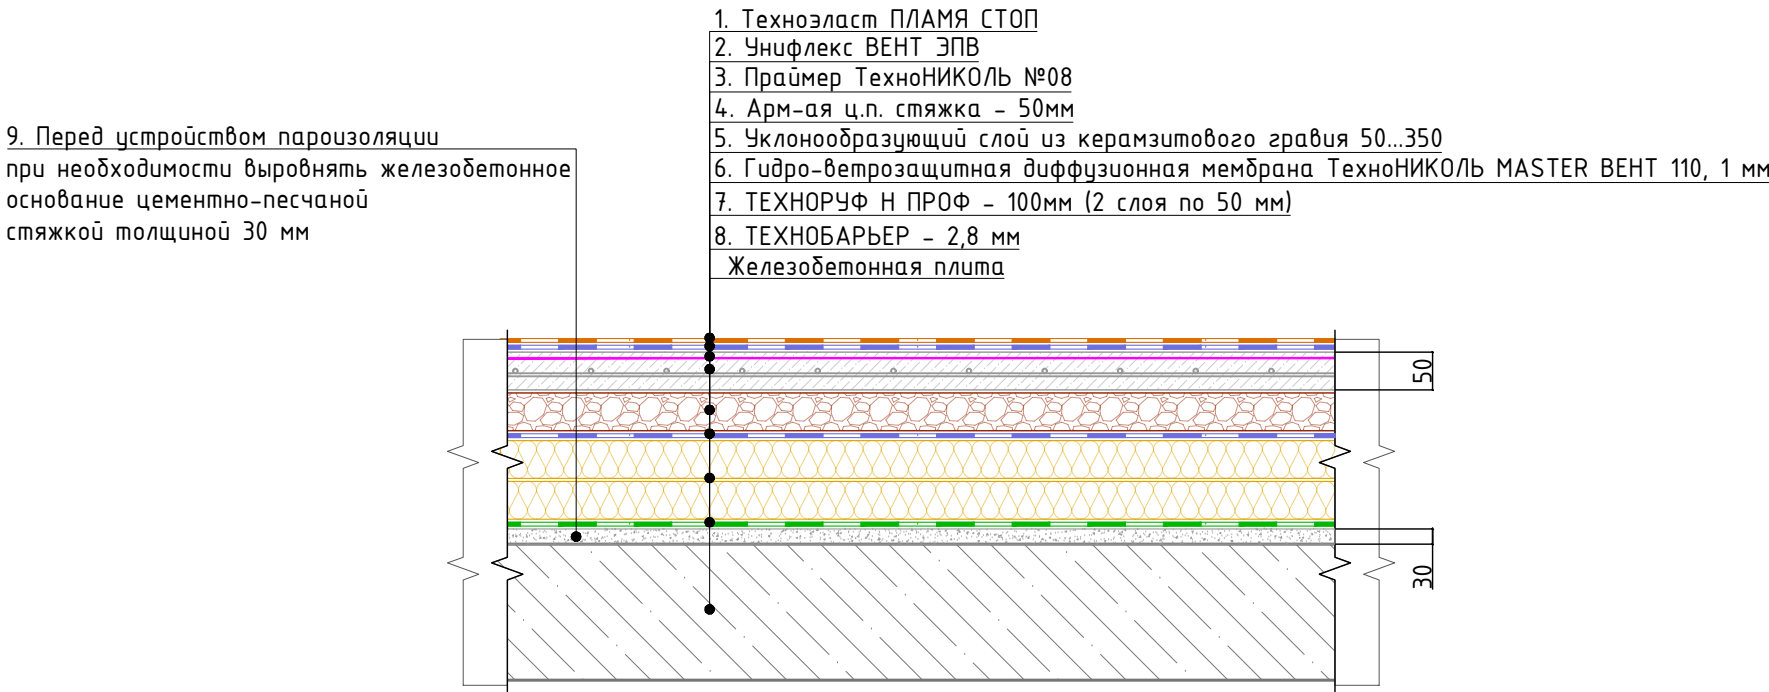 1. Техноэласт ПЛАМЯ СТОП
2. Унифлекс ВЕНТ ЭПВ
3. Праймер ТехноНИКОЛЬ №08
4. Арм-ая ц.п. стяжка - 50мм
5. Уклонообразующий слой из керамзитового гравия 50...350
6. Гидро-ветрозащитная диффузионная мембрана ТехноНИКОЛЬ MASTER ВЕНТ 110, 1 мм
7. ТЕХНОРУФ Н ПРОФ - 100мм (2 слоя по 50 мм)
8. ТЕХНОБАРЬЕР - 2,8 мм
Железобетонная плита
9. Перед устройством пароизоляции
при необходимости выровнять железобетонное
основание цементно-песчаной
стяжкой толщиной 30 мм
50
30